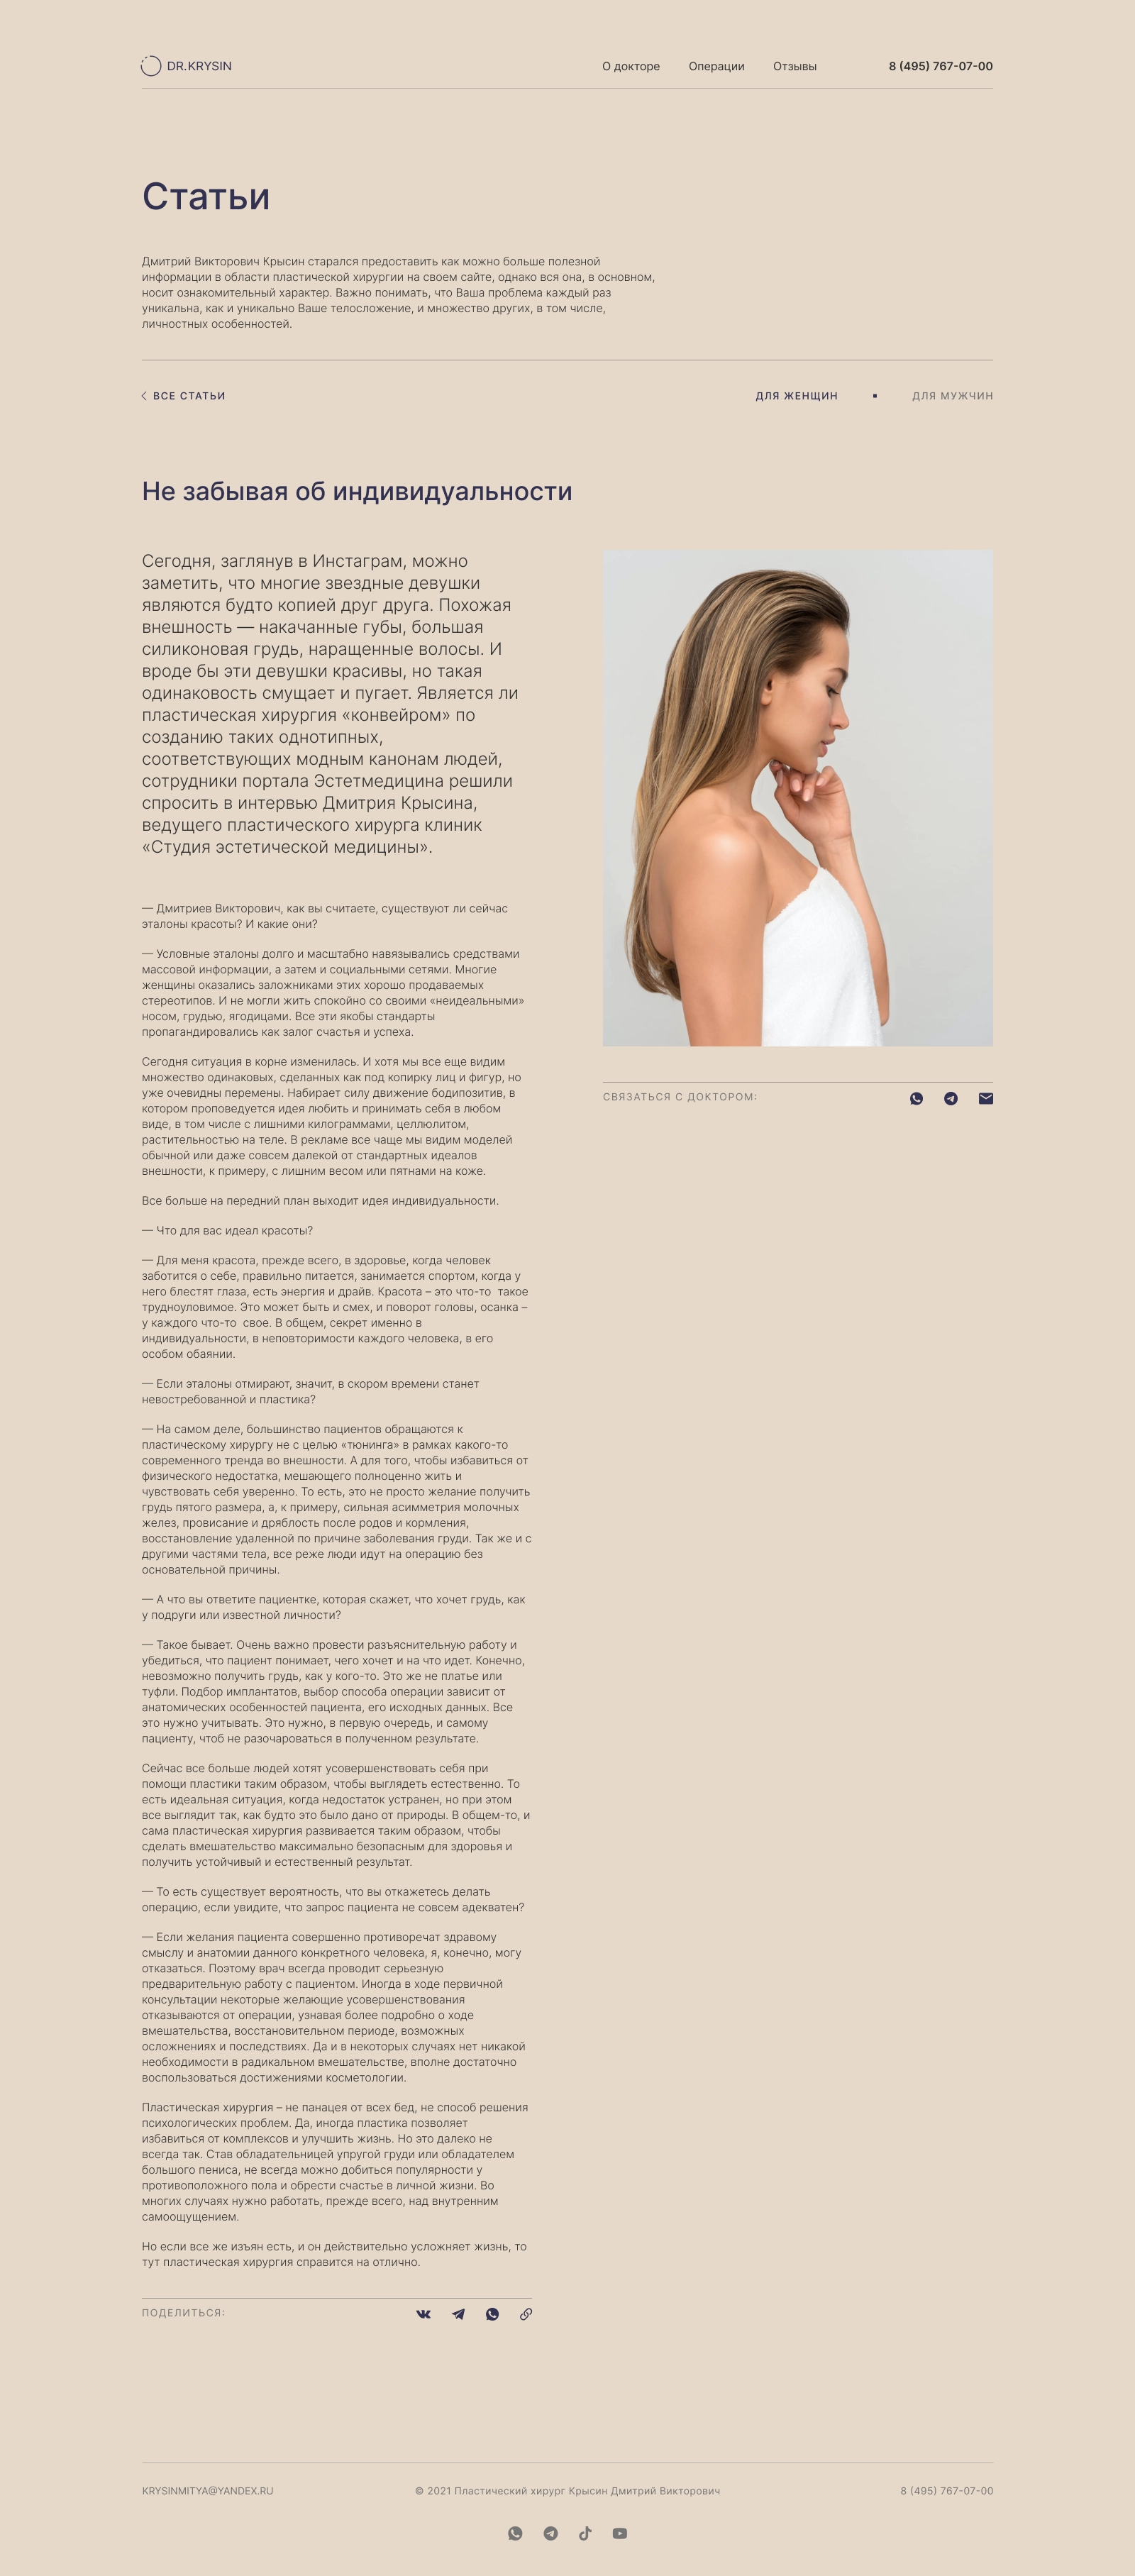 DR.KRYSIN
О докторе
Операции
Отзывы
8 (495) 767-07-00
Статьи
Дмитрий Викторович Крысин старался предоставить как можно больше полезной
информации в области пластической хирургии на своем сайте, однако вся она, в основном,
носит ознакомительный характер. Важно понимать, что Ваша проблема каждый раз
уникальна, как и уникально Ваше телосложение, и множество других, в том числе,
личностных особенностей.
ВСЕ СТАТЬИ
ДЛЯ ЖЕНЩИН
ДЛЯ МУЖЧИН
Не забывая об индивидуальности
Сегодня, заглянув в Инстаграм, можно
заметить, что многие звездные девушки
являются будто копией друг друга. Похожая
внешность — накачанные губы, большая
силиконовая грудь, наращенные волосы. И
вроде бы эти девушки красивы, но такая
одинаковость смущает и пугает. Является ли
пластическая хирургия «конвейром» по
созданию таких однотипных,
соответствующих модным канонам людей,
сотрудники портала Эстетмедицина решили
спросить в интервью Дмитрия Крысина,
ведущего пластического хирурга клиник
«Студия эстетической медицины».
— Дмитриев Викторович, как вы считаете, существуют ли сейчас
эталоны красоты? И какие они?
— Условные эталоны долго и масштабно навязывались средствами
массовой информации, а затем и социальными сетями. Многие
женщины оказались заложниками этих хорошо продаваемых
стереотипов. И не могли жить спокойно со своими «неидеальными»
носом, грудью, ягодицами. Все эти якобы стандарты
пропагандировались как залог счастья и успеха.
Сегодня ситуация в корне изменилась. И хотя мы все еще видим
множество одинаковых, сделанных как под копирку лиц и фигур, но
уже очевидны перемены. Набирает силу движение бодипозитив, в
котором проповедуется идея любить и принимать себя в любом
виде, в том числе с лишними килограммами, целлюлитом,
растительностью на теле. В рекламе все чаще мы видим моделей
обычной или даже совсем далекой от стандартных идеалов
внешности, к примеру, с лишним весом или пятнами на коже.
Все больше на передний план выходит идея индивидуальности.
— Что для вас идеал красоты?
— Для меня красота, прежде всего, в здоровье, когда человек
заботится о себе, правильно питается, занимается спортом, когда у
него блестят глаза, есть энергия и драйв. Красота – это что-то  такое
трудноуловимое. Это может быть и смех, и поворот головы, осанка –
у каждого что-то  свое. В общем, секрет именно в
индивидуальности, в неповторимости каждого человека, в его
особом обаянии.
— Если эталоны отмирают, значит, в скором времени станет
невостребованной и пластика?
— На самом деле, большинство пациентов обращаются к
пластическому хирургу не с целью «тюнинга» в рамках какого-то
современного тренда во внешности. А для того, чтобы избавиться от
физического недостатка, мешающего полноценно жить и
чувствовать себя уверенно. То есть, это не просто желание получить
грудь пятого размера, а, к примеру, сильная асимметрия молочных
желез, провисание и дряблость после родов и кормления,
восстановление удаленной по причине заболевания груди. Так же и с
другими частями тела, все реже люди идут на операцию без
основательной причины.
— А что вы ответите пациентке, которая скажет, что хочет грудь, как
у подруги или известной личности?
— Такое бывает. Очень важно провести разъяснительную работу и
убедиться, что пациент понимает, чего хочет и на что идет. Конечно,
невозможно получить грудь, как у кого-то. Это же не платье или
туфли. Подбор имплантатов, выбор способа операции зависит от
анатомических особенностей пациента, его исходных данных. Все
это нужно учитывать. Это нужно, в первую очередь, и самому
пациенту, чтоб не разочароваться в полученном результате.
Сейчас все больше людей хотят усовершенствовать себя при
помощи пластики таким образом, чтобы выглядеть естественно. То
есть идеальная ситуация, когда недостаток устранен, но при этом
все выглядит так, как будто это было дано от природы. В общем-то, и
сама пластическая хирургия развивается таким образом, чтобы
сделать вмешательство максимально безопасным для здоровья и
получить устойчивый и естественный результат.
— То есть существует вероятность, что вы откажетесь делать
операцию, если увидите, что запрос пациента не совсем адекватен?
— Если желания пациента совершенно противоречат здравому
смыслу и анатомии данного конкретного человека, я, конечно, могу
отказаться. Поэтому врач всегда проводит серьезную
предварительную работу с пациентом. Иногда в ходе первичной
консультации некоторые желающие усовершенствования
отказываются от операции, узнавая более подробно о ходе
вмешательства, восстановительном периоде, возможных
осложнениях и последствиях. Да и в некоторых случаях нет никакой
необходимости в радикальном вмешательстве, вполне достаточно
воспользоваться достижениями косметологии.
Пластическая хирургия – не панацея от всех бед, не способ решения
психологических проблем. Да, иногда пластика позволяет
избавиться от комплексов и улучшить жизнь. Но это далеко не
всегда так. Став обладательницей упругой груди или обладателем
большого пениса, не всегда можно добиться популярности у
противоположного пола и обрести счастье в личной жизни. Во
многих случаях нужно работать, прежде всего, над внутренним
самоощущением.
Но если все же изъян есть, и он действительно усложняет жизнь, то
тут пластическая хирургия справится на отлично.
ПОДЕЛИТЬСЯ:
СВЯЗАТЬСЯ С ДОКТОРОМ:
KRYSINMITYA@YANDEX.RU
© 2021 Пластический хирург Крысин Дмитрий Викторович
8 (495) 767-07-00